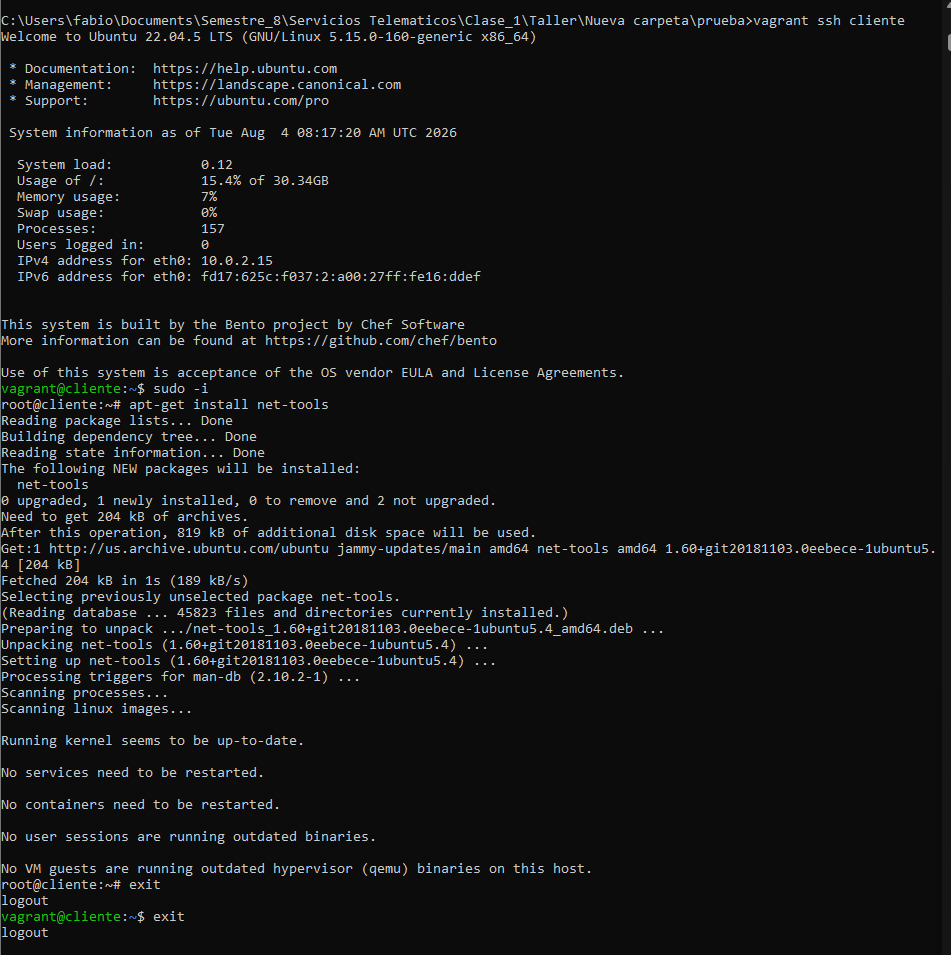 C:\Users\fabio\Documents\Semestre_8\Servicios Telematicos\Clase_1\Taller\Nueva carpeta\prueba>vagrant ssh cliente
Welcome to Ubuntu 22.04.5 LTS (GNU/Linux 5.15.0-160-generic x86_64)

 * Documentation:  https://help.ubuntu.com
 * Management:     https://landscape.canonical.com
 * Support:        https://ubuntu.com/pro

 System information as of Tue Aug  4 08:17:20 AM UTC 2026

  System load:           0.12
  Usage of /:            15.4% of 30.34GB
  Memory usage:          7%
  Swap usage:            0%
  Processes:             157
  Users logged in:       0
  IPv4 address for eth0: 10.0.2.15
  IPv6 address for eth0: fd17:625c:f037:2:a00:27ff:fe16:ddef


This system is built by the Bento project by Chef Software
More information can be found at https://github.com/chef/bento

Use of this system is acceptance of the OS vendor EULA and License Agreements.
vagrant@cliente:~$ sudo -i
root@cliente:~# apt-get install net-tools
Reading package lists... Done
Building dependency tree... Done
Reading state information... Done
The following NEW packages will be installed:
  net-tools
0 upgraded, 1 newly installed, 0 to remove and 2 not upgraded.
Need to get 204 kB of archives.
After this operation, 819 kB of additional disk space will be used.
Get:1 http://us.archive.ubuntu.com/ubuntu jammy-updates/main amd64 net-tools amd64 1.60+git20181103.0eebece-1ubuntu5.
4 [204 kB]
Fetched 204 kB in 1s (189 kB/s)
Selecting previously unselected package net-tools.
(Reading database ... 45823 files and directories currently installed.)
Preparing to unpack .../net-tools_1.60+git20181103.0eebece-1ubuntu5.4_amd64.deb ...
Unpacking net-tools (1.60+git20181103.0eebece-1ubuntu5.4) ...
Setting up net-tools (1.60+git20181103.0eebece-1ubuntu5.4) ...
Processing triggers for man-db (2.10.2-1) ...
Scanning processes...
Scanning linux images...

Running kernel seems to be up-to-date.

No services need to be restarted.

No containers need to be restarted.

No user sessions are running outdated binaries.

No VM guests are running outdated hypervisor (qemu) binaries on this host.
root@cliente:~# exit
logout
vagrant@cliente:~$ exit
logout